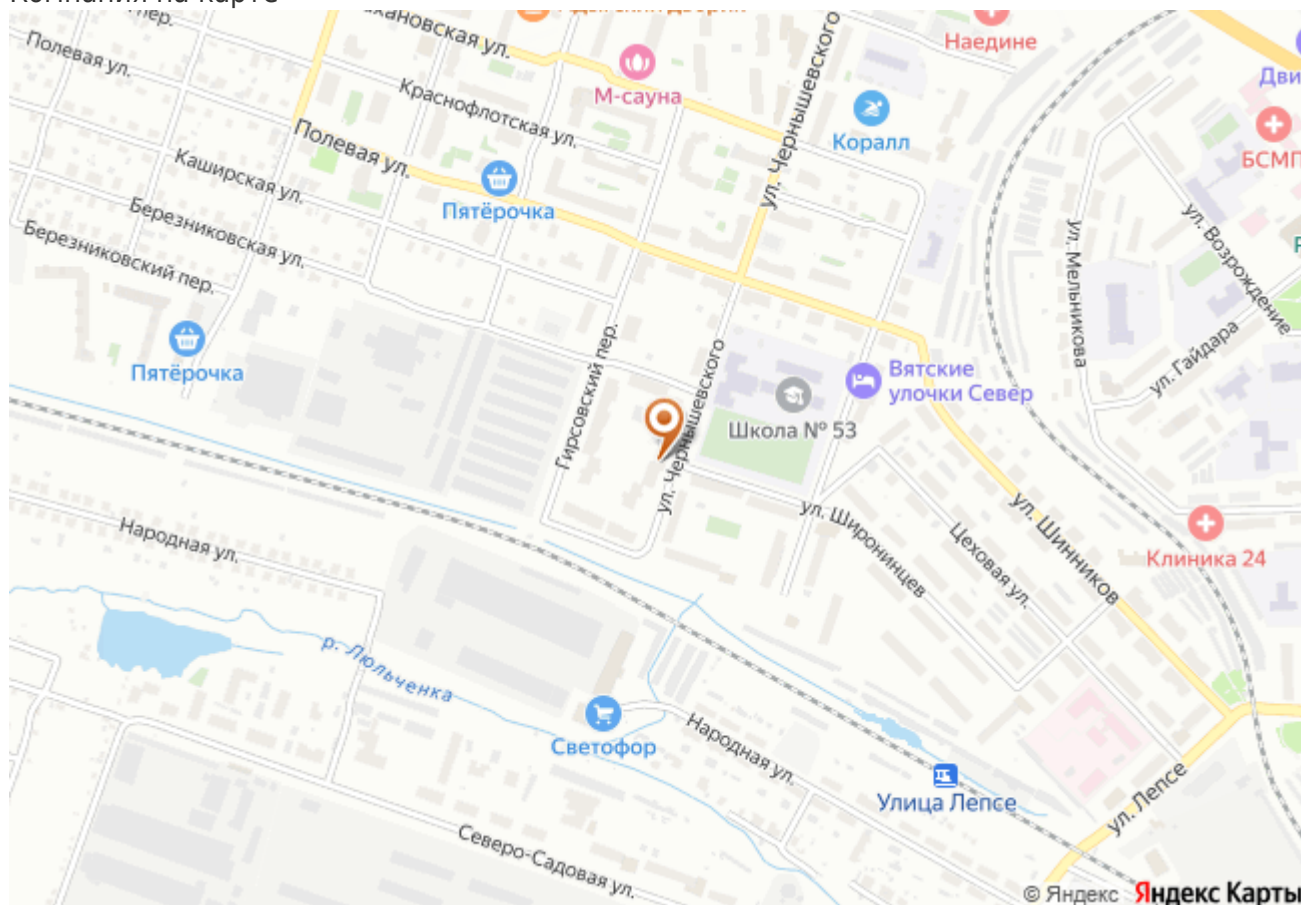 Компания на карте
Наедине
Полевая ул.
М-сауна
Краснофлотская ул.
ул. Чернышевского
Коралл
БСМП
Полевая ул.
Каширская ул.
Пятёрочка
Березниковская ул.
Березниковский пер.
ул. Мельникова
ул. Возрождение
Пятёрочка
Гирсовский пер.
ул. Чернышевского
Вятские
улочки Север
ул. Гайдара
Школа № 53
ул. Широнинцев
Цеховая ул.
ул. Шинников
Клиника 24
Народная ул.
р. Люльченка
Светофор
Народная ул.
Улица Лепсе
ул. Лепсе
Северо-Садовая ул.
© Яндекс Яндекс Карты